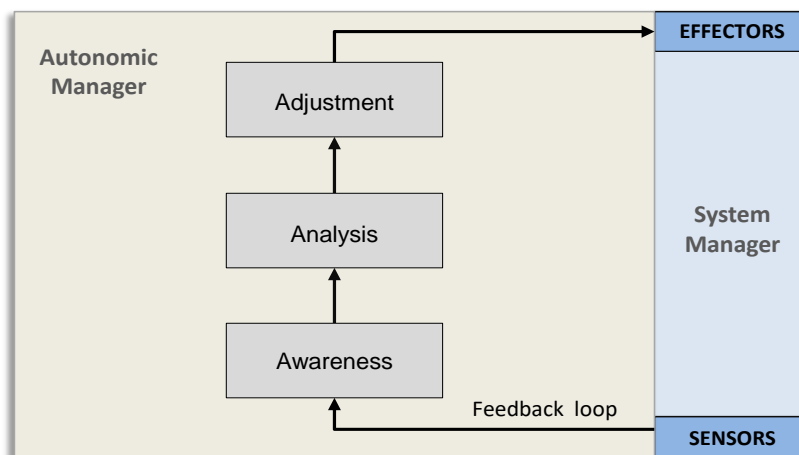 EFFECTORS
Autonomic
Manager
Adjustment
Analysis
System
Manager
Awareness
Feedback loop
SENSORS